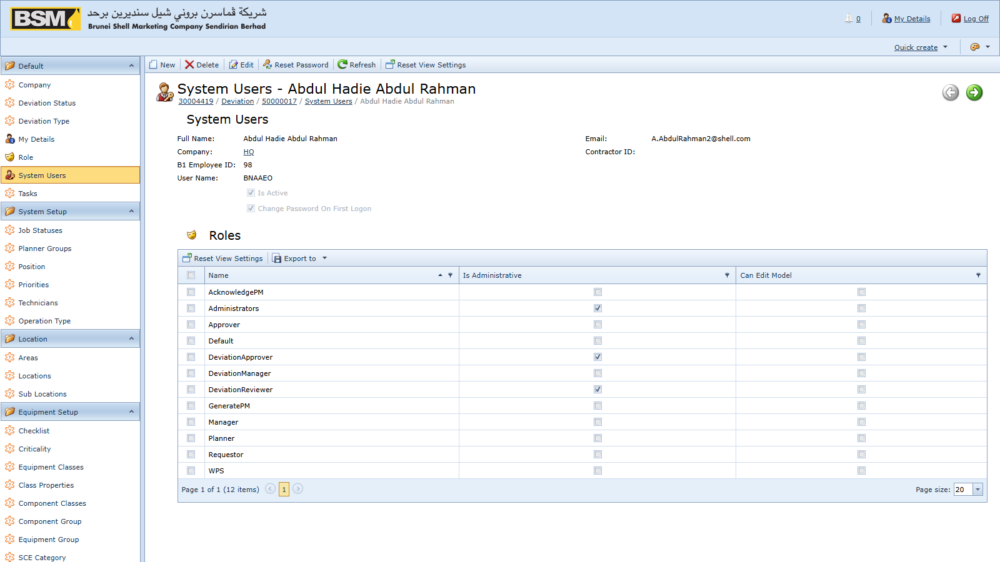 BSM
شريكة ڤماسرن بروني شيل سنديرين برحد
Brunei Shell Marketing Company Sendirian Berhad
0
My Details
Log Off
Quick create
Default
Company
Deviation Status
Deviation Type
My Details
Role
System Users
Tasks
System Setup
Job Statuses
Planner Groups
Position
Priorities
Technicians
Operation Type
Location
Areas
Locations
Sub Locations
Equipment Setup
Checklist
Criticality
Equipment Classes
Class Properties
Component Classes
Component Group
Equipment Group
SCE Category
New Delete Edit Reset Password Refresh Reset View Settings
System Users - Abdul Hadie Abdul Rahman
30004419 / Deviation / 50000017 / System Users / Abdul Hadie Abdul Rahman
System Users
Full Name: Abdul Hadie Abdul Rahman Email: A.AbdulRahman2@shell.com
Company: HQ Contractor ID:
B1 Employee ID: 98
User Name: BNAAEO
Is Active
Change Password On First Logon
Roles
Reset View Settings Export to
Name Is Administrative Can Edit Model
AcknowledgePM
Administrators
Approver
Default
DeviationApprover
DeviationManager
DeviationReviewer
GeneratePM
Manager
Planner
Requestor
WPS
Page 1 of 1 (12 items) 1 Page size: 20